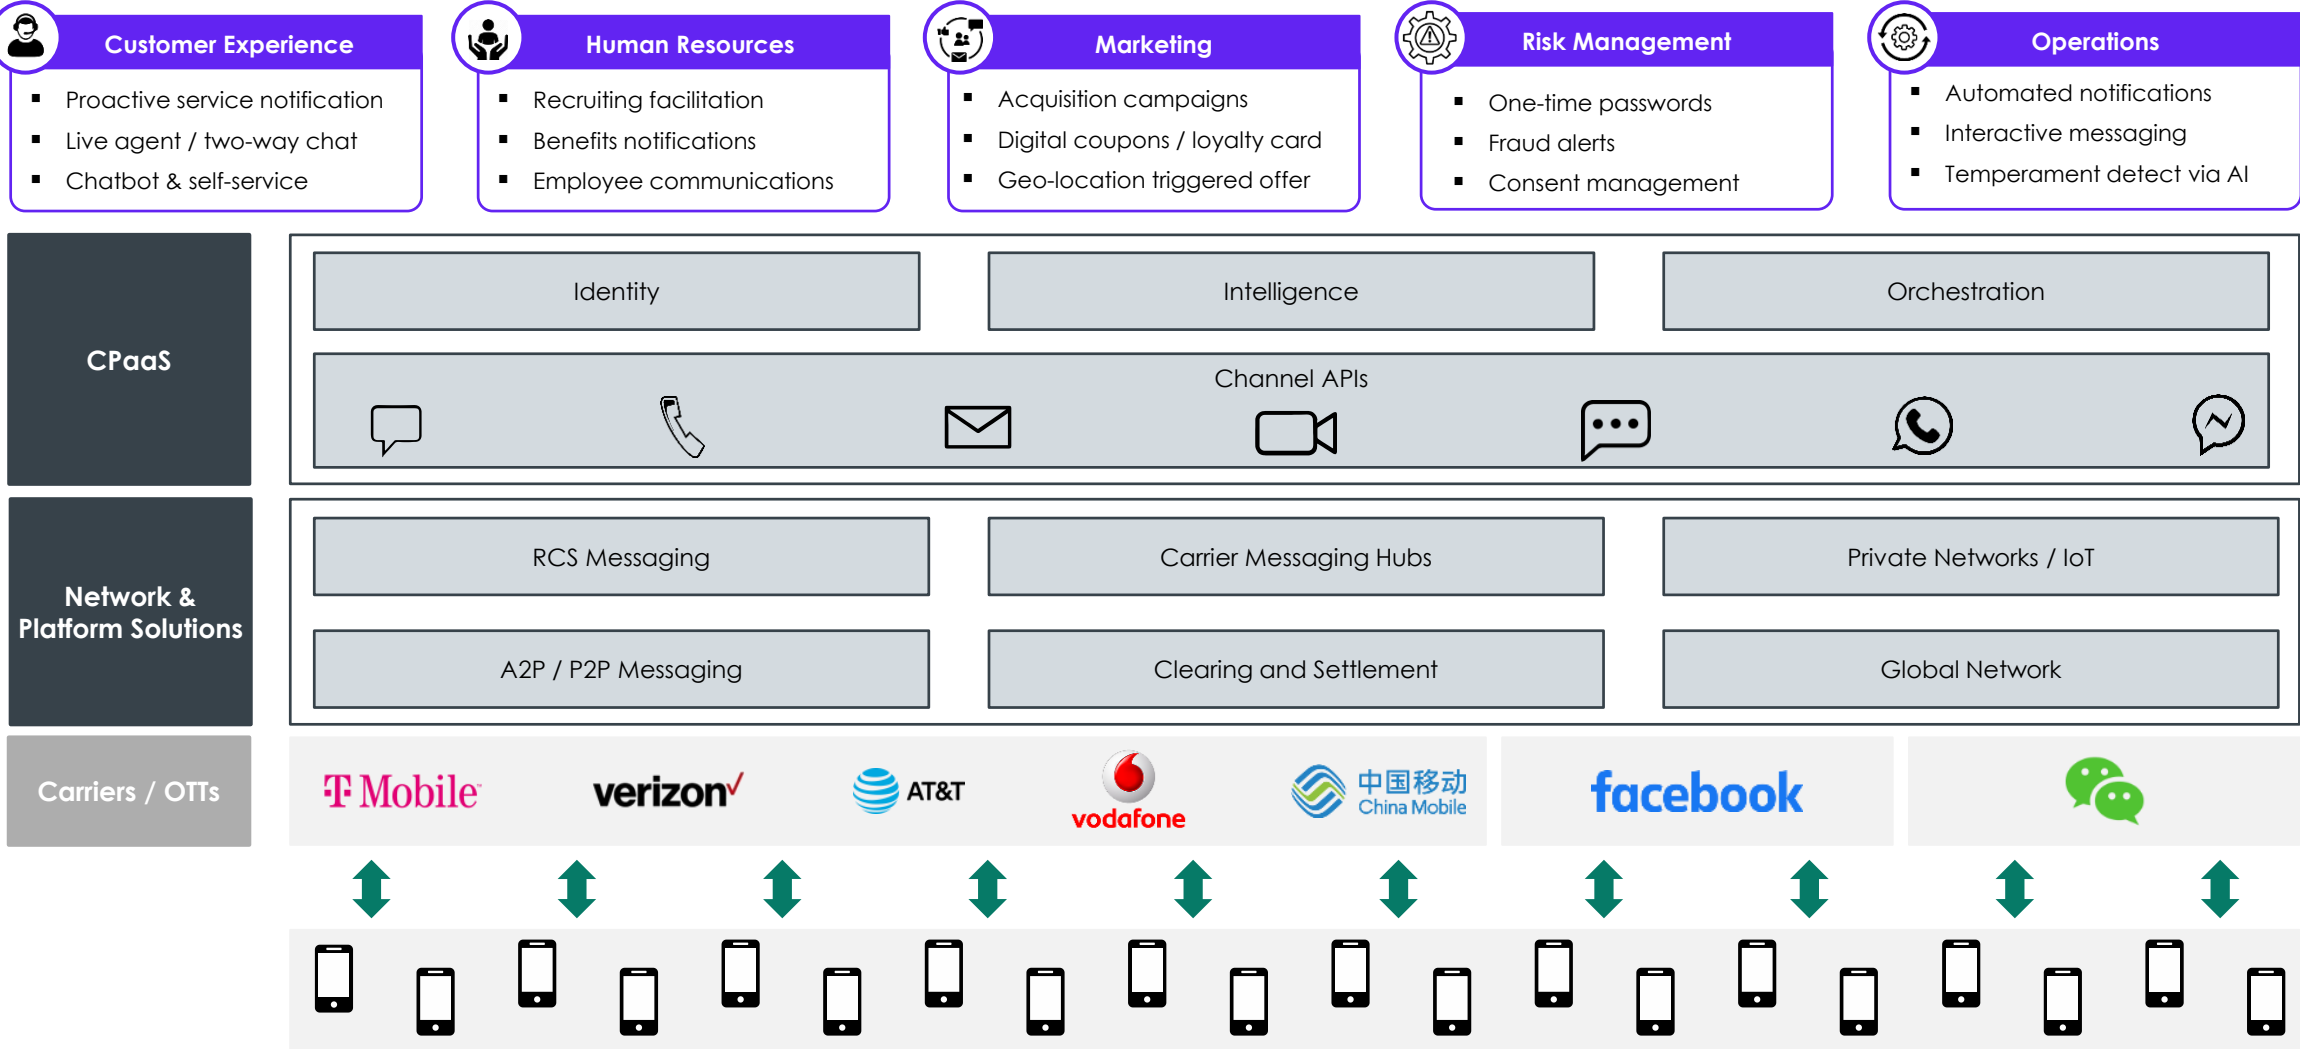 Customer Experience
Proactive service notification
Live agent / two-way chat
Chatbot & self-service
Human Resources
Recruiting facilitation
Benefits notifications
Employee communications
Marketing
Acquisition campaigns
Digital coupons / loyalty card
Geo-location triggered offer
Risk Management
One-time passwords
Fraud alerts
Consent management
Operations
Automated notifications
Interactive messaging
Temperament detect via AI
CPaaS
Identity
Intelligence
Orchestration
Channel APIs
Network &
Platform Solutions
RCS Messaging
Carrier Messaging Hubs
Private Networks / IoT
A2P / P2P Messaging
Clearing and Settlement
Global Network
Carriers / OTTs
T Mobile
verizon
AT&T
vodafone
中国移动
China Mobile
facebook